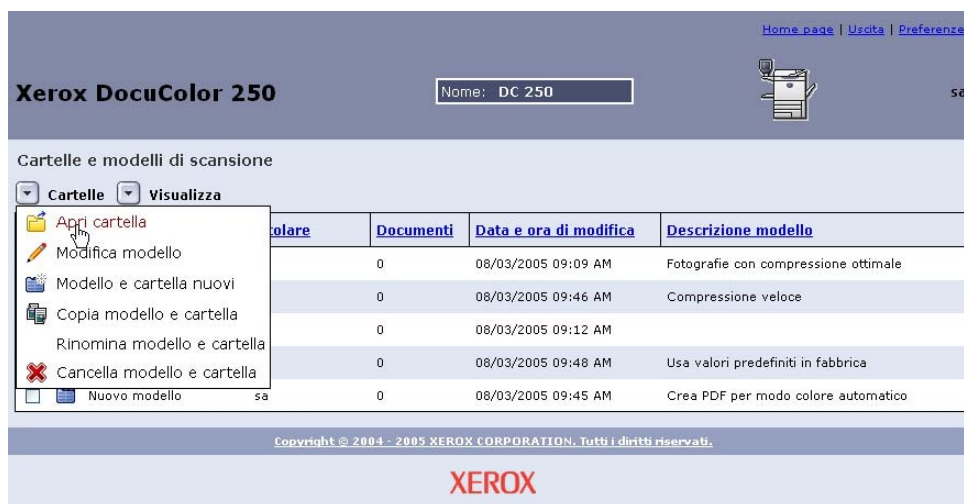 Home page | Uscita | Preferenze
Xerox DocuColor 250
Nome: DC 250
sa
Cartelle e modelli di scansione
Cartelle Visualizza
Apri cartella
Modifica modello
Modello e cartella nuovi
Copia modello e cartella
Rinomina modello e cartella
Cancella modello e cartella
tolare Documenti Data e ora di modifica Descrizione modello
0 08/03/2005 09:09 AM Fotografie con compressione ottimale
0 08/03/2005 09:46 AM Compressione veloce
0 08/03/2005 09:12 AM
0 08/03/2005 09:48 AM Usa valori predefiniti in fabbrica
Nuovo modello sa 0 08/03/2005 09:45 AM Crea PDF per modo colore automatico
Copyright © 2004 - 2005 XEROX CORPORATION. Tutti i diritti riservati.
XEROX